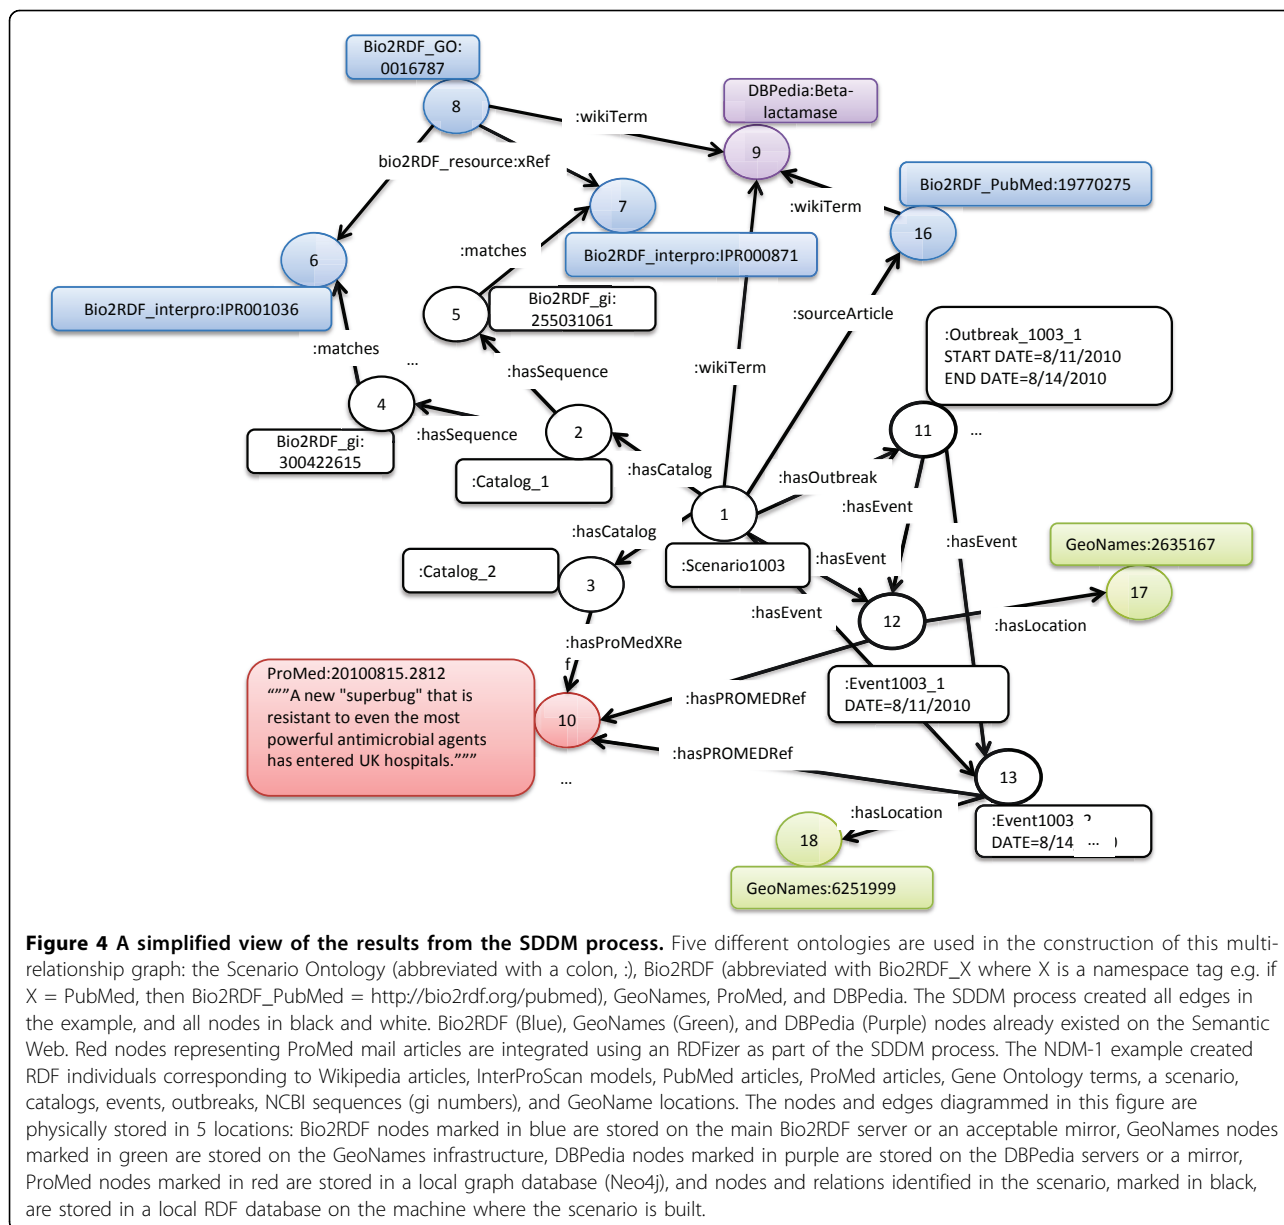 Bio2RDF_GO:
0016787
8
:wikiTerm
DBPedia:Beta-
lactamase
9
bio2RDF_resource:xRef
7
:wikiTerm
Bio2RDF_PubMed:19770275
16
6
:matches
Bio2RDF_interpro:IPR000871
Bio2RDF_interpro:IPR001036
5
Bio2RDF_gi:
255031061
:sourceArticle
:Outbreak_1003_1
START DATE=8/11/2010
END DATE=8/14/2010
:matches
...
:hasSequence
:wikiTerm
4
:hasSequence
2
11
...
Bio2RDF_gi:
300422615
:Catalog_1
:hasCatalog
:hasOutbreak
1
:hasEvent
:hasCatalog
:Scenario1003
:hasEvent
:hasEvent
GeoNames:2635167
:Catalog_2
3
:hasEvent
12
17
:hasLocation
:hasProMedXRe
f
ProMed:20100815.2812
"""A new "superbug" that is
resistant to even the most
powerful antimicrobial agents
has entered UK hospitals."""
10
:hasPROMEDRef
:Event1003_1
DATE=8/11/2010
:hasPROMEDRef
...
13
:hasLocation
:Event1003
DATE=8/14
...
18
GeoNames:6251999
Figure 4 A simplified view of the results from the SDDM process. Five different ontologies are used in the construction of this multi-
relationship graph: the Scenario Ontology (abbreviated with a colon, :), Bio2RDF (abbreviated with Bio2RDF_X where X is a namespace tag e.g. if
X = PubMed, then Bio2RDF_PubMed = http://bio2rdf.org/pubmed), GeoNames, ProMed, and DBPedia. The SDDM process created all edges in
the example, and all nodes in black and white. Bio2RDF (Blue), GeoNames (Green), and DBPedia (Purple) nodes already existed on the Semantic
Web. Red nodes representing ProMed mail articles are integrated using an RDFizer as part of the SDDM process. The NDM-1 example created
RDF individuals corresponding to Wikipedia articles, InterProScan models, PubMed articles, ProMed articles, Gene Ontology terms, a scenario,
catalogs, events, outbreaks, NCBI sequences (gi numbers), and GeoName locations. The nodes and edges diagrammed in this figure are
physically stored in 5 locations: Bio2RDF nodes marked in blue are stored on the main Bio2RDF server or an acceptable mirror, GeoNames nodes
marked in green are stored on the GeoNames infrastructure, DBPedia nodes marked in purple are stored on the DBPedia servers or a mirror,
ProMed nodes marked in red are stored in a local graph database (Neo4j), and nodes and relations identified in the scenario, marked in black,
are stored in a local RDF database on the machine where the scenario is built.